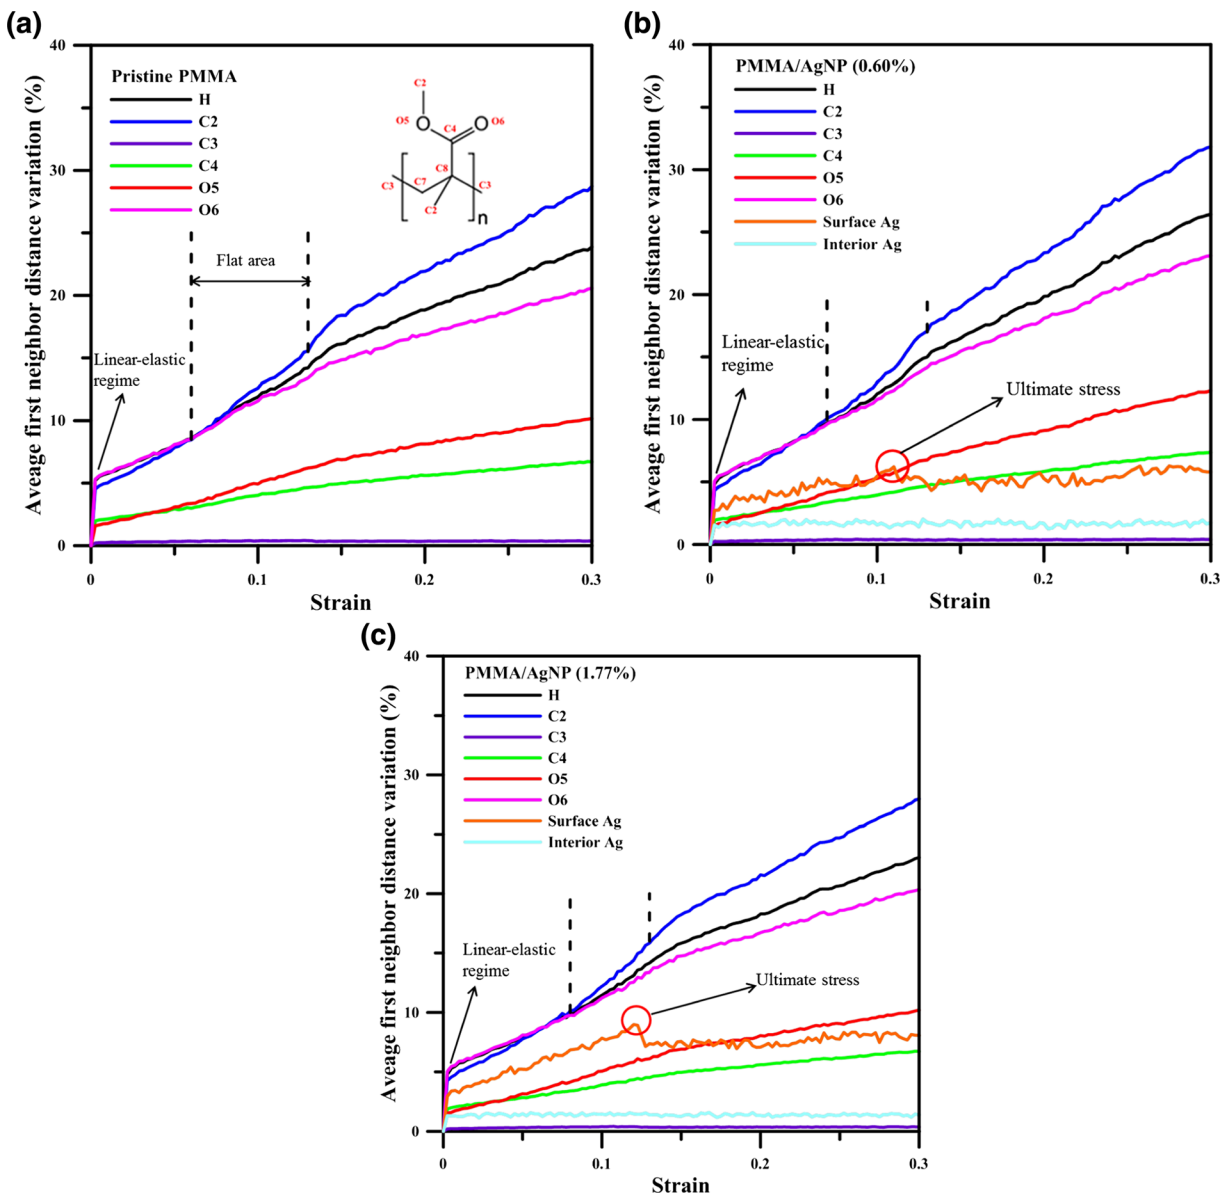 (a)
Aveage first neighbor distance variation (%)
40
30
20
10
0
Pristine PMMA
H
C2
C3
C4
O5
O6
C2
O5 O C4 O O6
C8
C3 C7 C3
C2 n
Flat area
Linear-elastic
regime
0 0.1 0.2 0.3
Strain
(b)
Aveage first neighbor distance variation (%)
40
30
20
10
0
PMMA/AgNP (0.60%)
H
C2
C3
C4
O5
O6
Surface Ag
Interior Ag
Linear-elastic
regime
Ultimate stress
0 0.1 0.2 0.3
Strain
(c)
Aveage first neighbor distance variation (%)
40
30
20
10
0
PMMA/AgNP (1.77%)
H
C2
C3
C4
O5
O6
Surface Ag
Interior Ag
Linear-elastic
regime
Ultimate stress
0 0.1 0.2 0.3
Strain